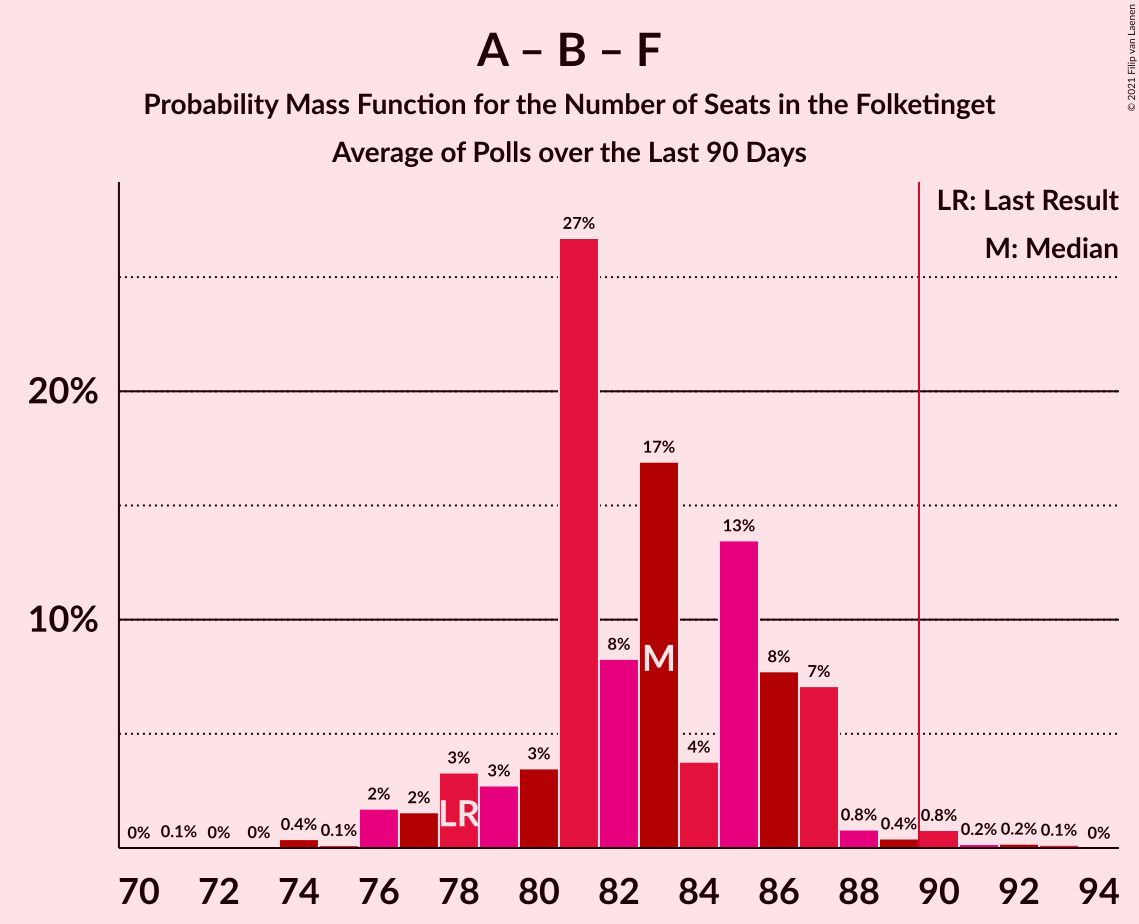 A – B – F
Probability Mass Function for the Number of Seats in the Folketinget
Average of Polls over the Last 90 Days
© 2021 Filip van Laenen
LR: Last Result
M: Median
20%
10%
0% 0.1% 0% 0% 0.4% 0.1% 2% 2% 3% 3% 3% 27% 8% 17% 4% 13% 8% 7% 0.8% 0.4% 0.8% 0.2% 0.2% 0.1% 0%
LR
M
70 72 74 76 78 80 82 84 86 88 90 92 94